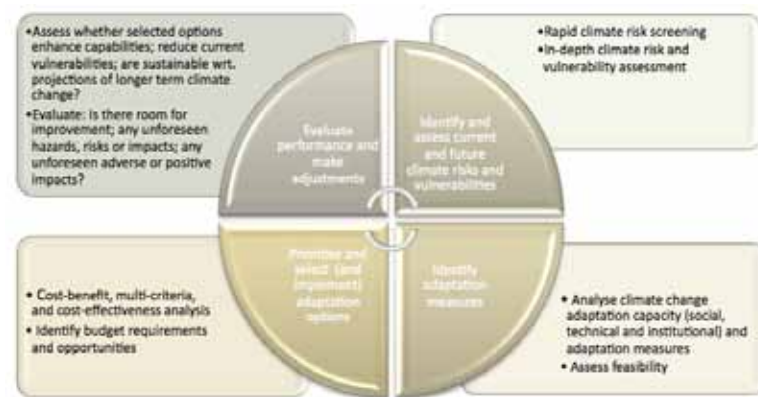 •Assess whether selected options
enhance capabilities; reduce current
vulnerabilities; are sustainable wrt.
projections of longer term climate
change?
•Evaluate: Is there room for
improvement; any unforeseen
hazards, risks or impacts; any
unforeseen adverse or positive
impacts?
•Rapid climate risk screening
•In-depth climate risk and
vulnerability assessment
Evaluate
performance and
make
adjustments
Identify and
assess current
and future
climate risks and
vulnerabilities
Prioritise and
select (and
implement)
adaptation
options
Identify
adaptation
measures
• Cost-benefit, multi-criteria,
and cost-effectiveness analysis
• Identify budget requirements
and opportunities
• Analyse climate change
adaptation capacity (social,
technical and institutional) and
adaptation measures
• Assess feasibility